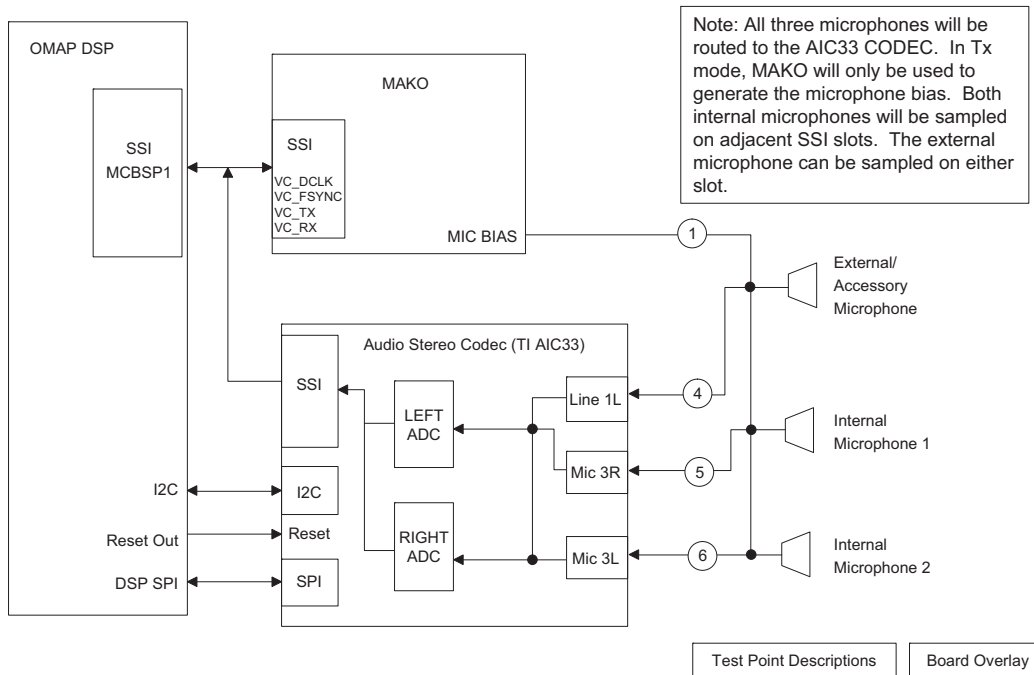 OMAP DSP
SSI
MCBSP1
MAKO
SSI
VC_DCLK
VC_FSYNC
VC_TX
VC_RX
MIC BIAS
Note: All three microphones will be
routed to the AIC33 CODEC. In Tx
mode, MAKO will only be used to
generate the microphone bias. Both
internal microphones will be sampled
on adjacent SSI slots. The external
microphone can be sampled on either
slot.
1
External/
Accessory
Microphone
Audio Stereo Codec (TI AIC33)
SSI
LEFT
ADC
Line 1L
4
Mic 3R
5
Internal
Microphone 1
I2C
I2C
Reset Out
Reset
RIGHT
ADC
Mic 3L
6
Internal
Microphone 2
DSP SPI
SPI
Test Point Descriptions
Board Overlay